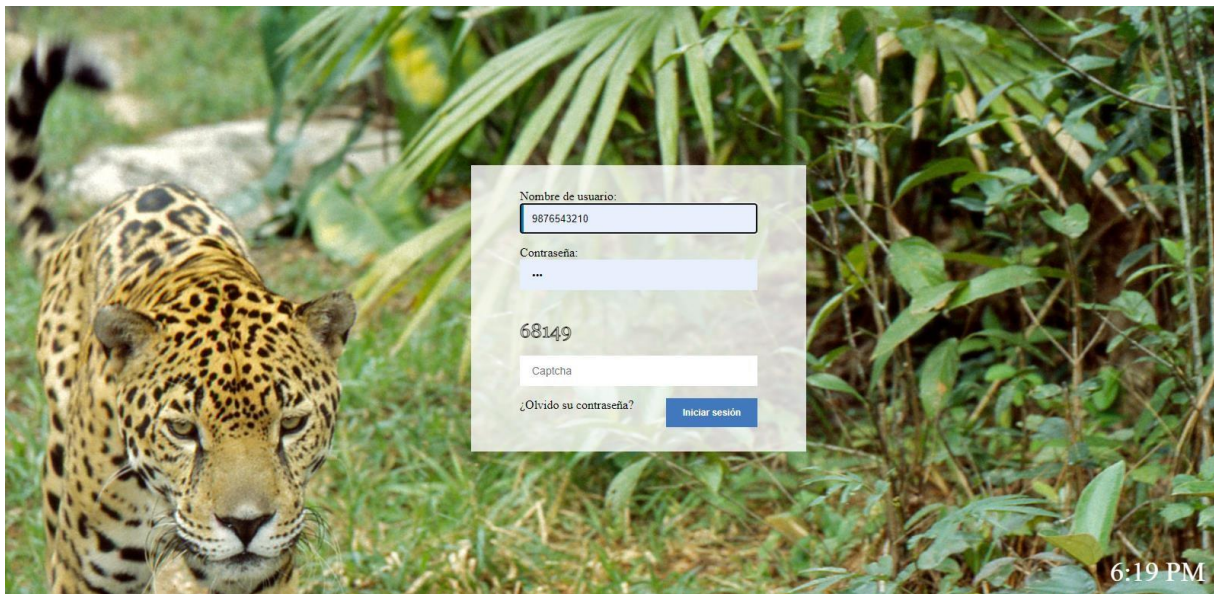 Nombre de usuario:
9876543210
Contraseña:
•••
68149
Captcha
¿Olvido su contraseña?
Iniciar sesión
6:19 PM